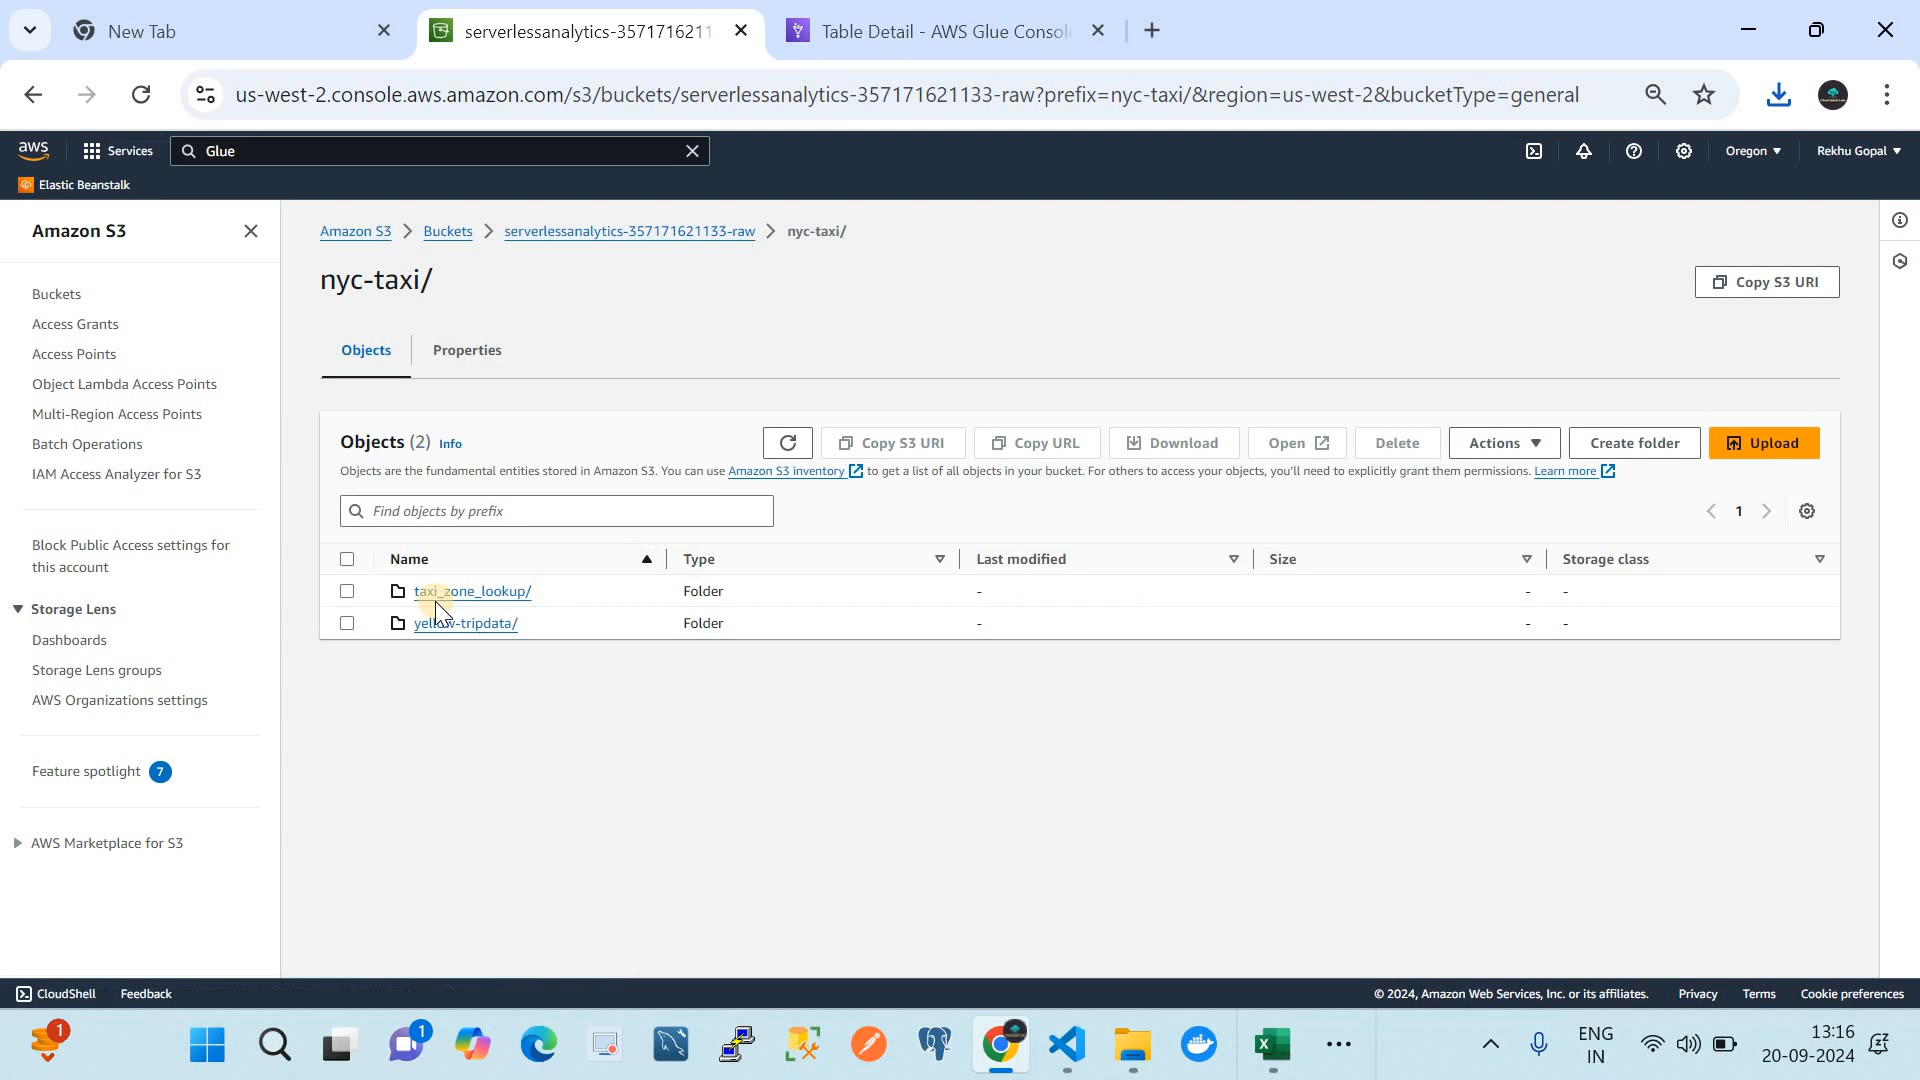 New Tab
serverlessanalytics-3571716211
Table Detail - AWS Glue Consol
us-west-2.console.aws.amazon.com/s3/buckets/serverlessanalytics-357171621133-raw?prefix=nyc-taxi/&region=us-west-2&bucketType=general
aws
Services
Glue
Oregon
Rekhu Gopal
Elastic Beanstalk
Amazon S3
Buckets
Access Grants
Access Points
Object Lambda Access Points
Multi-Region Access Points
Batch Operations
IAM Access Analyzer for S3
Block Public Access settings for
this account
Storage Lens
Dashboards
Storage Lens groups
AWS Organizations settings
Feature spotlight 7
AWS Marketplace for S3
Amazon S3 > Buckets > serverlessanalytics-357171621133-raw > nyc-taxi/
nyc-taxi/
Copy S3 URI
Objects
Properties
Objects (2) Info
Copy S3 URI
Copy URL
Download
Open
Delete
Actions
Create folder
Upload
Objects are the fundamental entities stored in Amazon S3. You can use Amazon S3 inventory to get a list of all objects in your bucket. For others to access your objects, you'll need to explicitly grant them permissions. Learn more
Find objects by prefix
1
Name Type Last modified Size Storage class
taxi_zone_lookup/ Folder - - -
yellow-tripdata/ Folder - - -
CloudShell Feedback
© 2024, Amazon Web Services, Inc. or its affiliates. Privacy Terms Cookie preferences
1
1
ENG
IN
13:16
20-09-2024